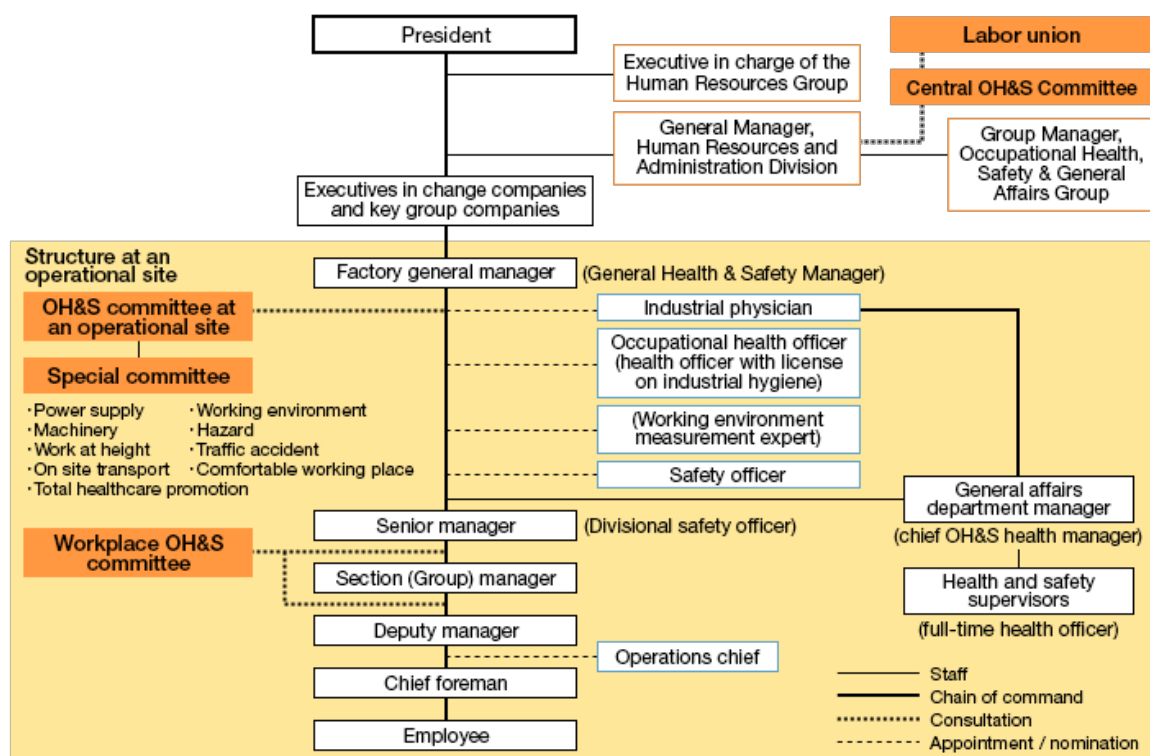 President
Labor union
Executive in charge of the
Human Resources Group
Central OH&S Committee
General Manager,
Human Resources and
Administration Division
Group Manager,
Occupational Health,
Safety & General
Affairs Group
Executives in change companies
and key group companies
Structure at an
operational site
Factory general manager
(General Health & Safety Manager)
OH&S committee at
an operational site
Industrial physician
Special committee
Occupational health officer
(health officer with license
on industrial hygiene)
·Power supply
·Working environment
·Machinery
·Hazard
·Work at height
·Traffic accident
·On site transport
·Comfortable working place
·Total healthcare promotion
(Working environment
measurement expert)
Safety officer
General affairs
department manager
(chief OH&S health manager)
Senior manager
(Divisional safety officer)
Workplace OH&S
committee
Section (Group) manager
Health and safety
supervisors
(full-time health officer)
Deputy manager
Operations chief
Chief foreman
Employee
Staff
Chain of command
Consultation
Appointment / nomination